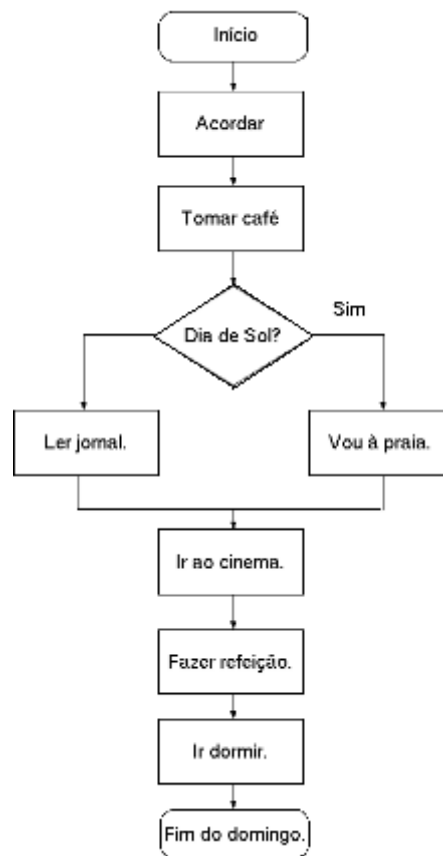 Início
Acordar
Tomar café
Dia de Sol?
Sim
Ler jornal.
Vou à praia.
Ir ao cinema.
Fazer refeição.
Ir dormir.
Fim do domingo.